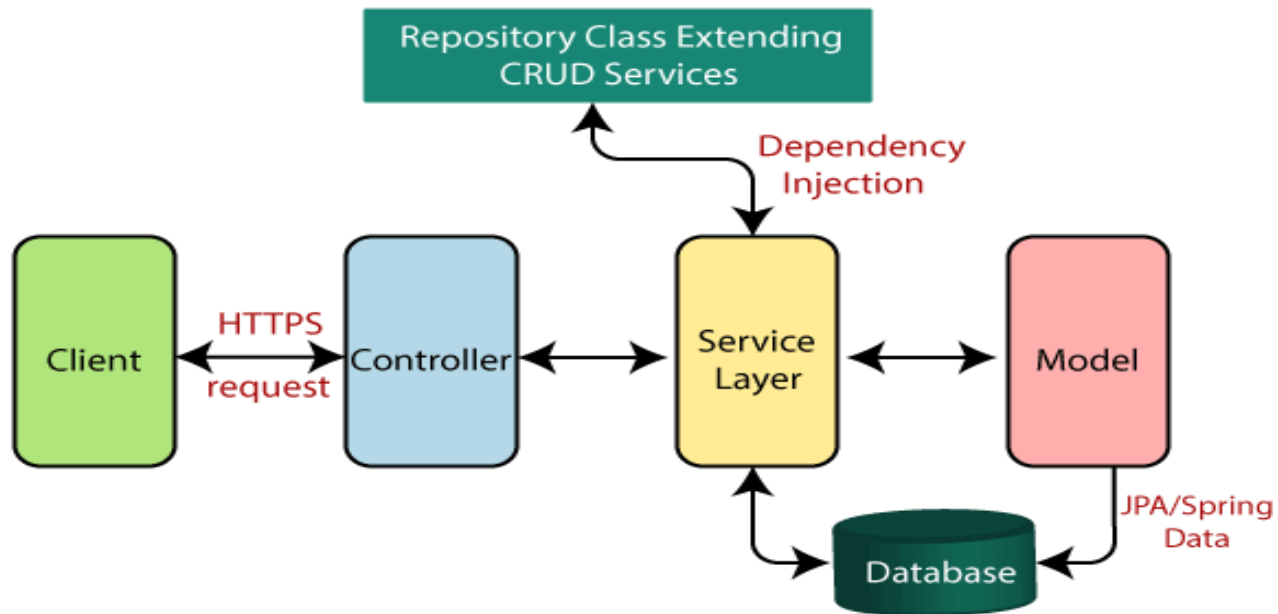 Repository Class Extending
CRUD Services
Dependency
Injection
Client
HTTPS
request
Controller
Service
Layer
Model
JPA/Spring
Data
Database